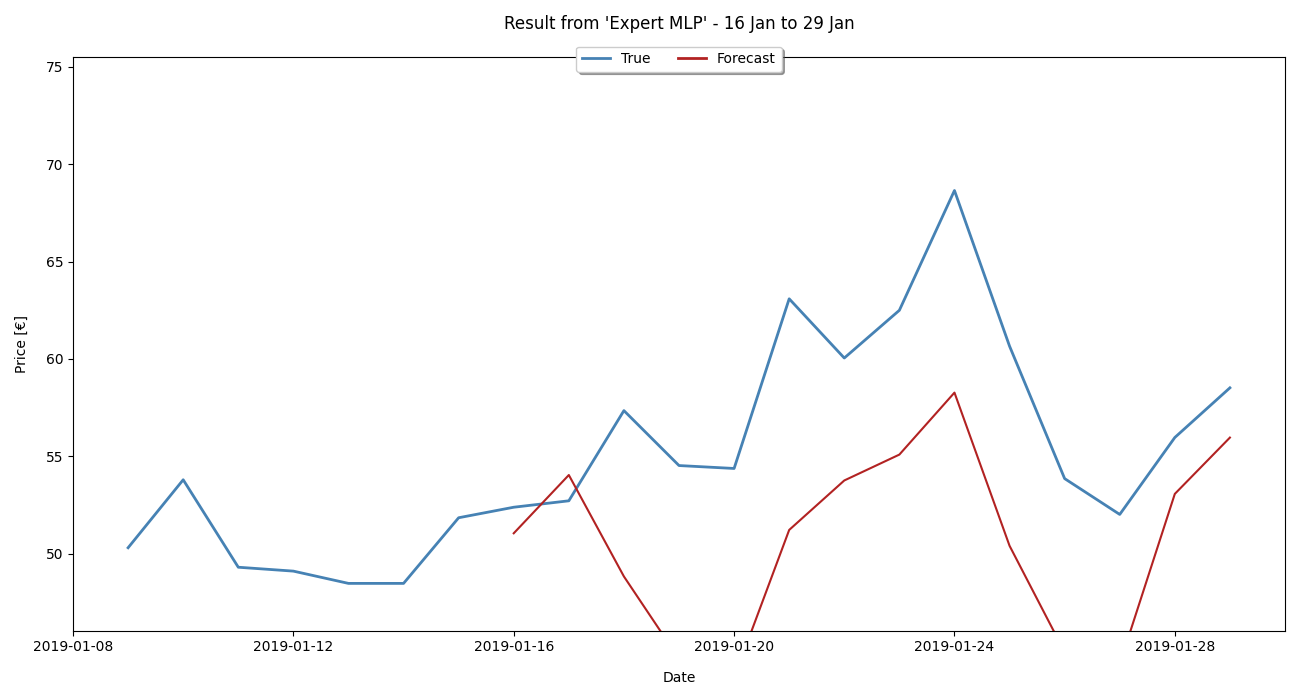 Result from 'Expert MLP' - 16 Jan to 29 Jan
True Forecast
75
70
65
60
55
50
Price [€]
2019-01-08 2019-01-12 2019-01-16 2019-01-20 2019-01-24 2019-01-28
Date